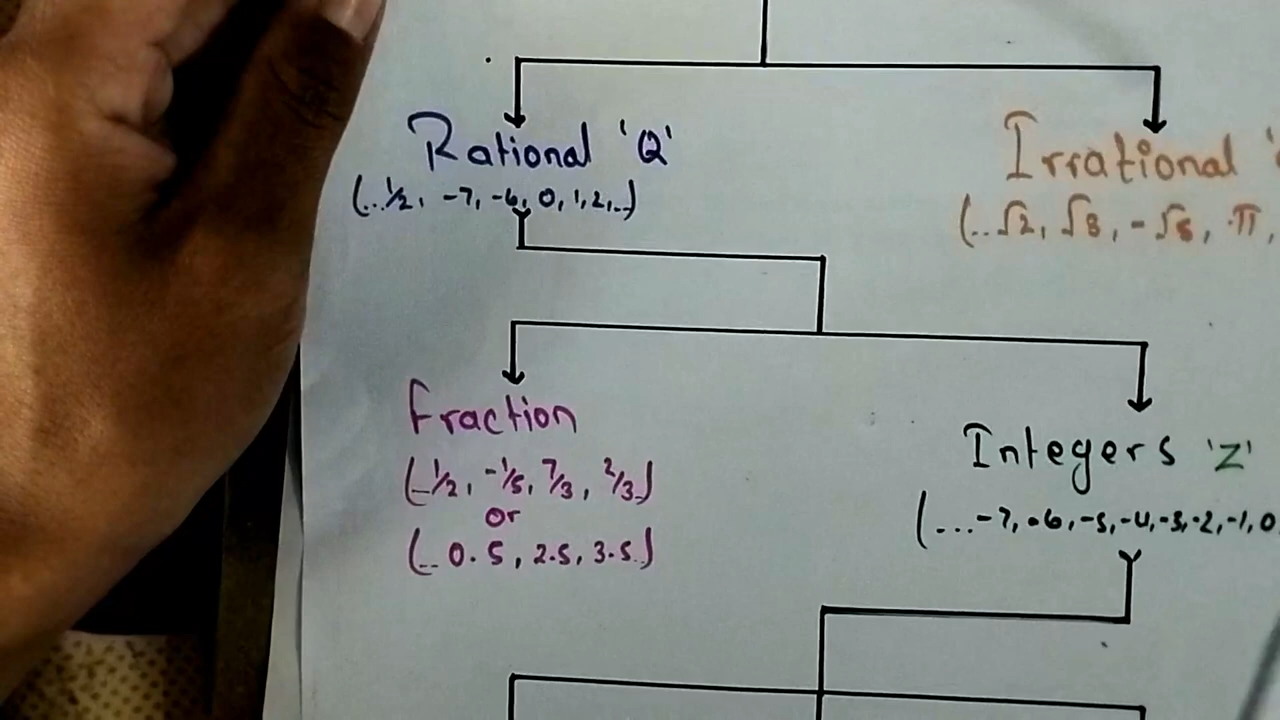 Rational 'Q'
(..1/2, -7, -6, 0, 1, 2, ..)
Irrational '
(..√2, √3, -√5, π,
Fraction
(_1/2, -1/5, 7/3, 2/3..)
or
(.. 0.5, 2.5, 3.5..)
Integers 'Z'
(...-7, -6, -5, -4, -3, -2, -1, 0